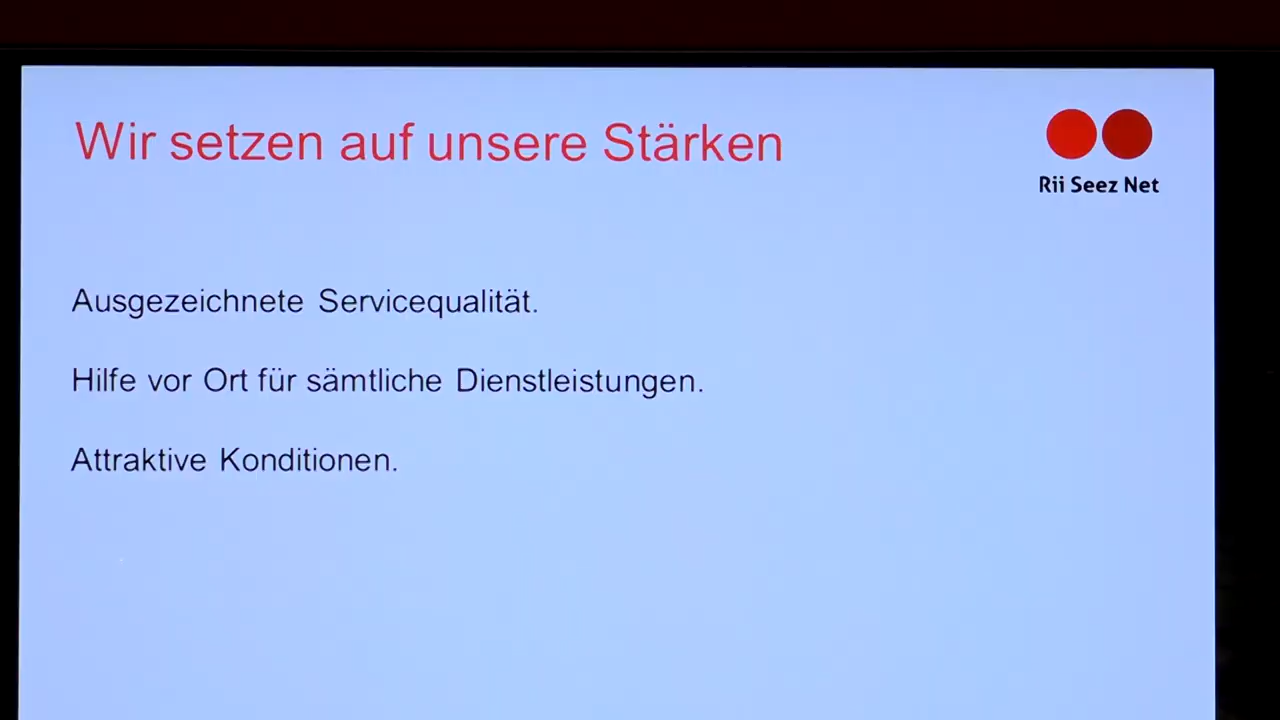 Wir setzen auf unsere Stärken
Rii Seez Net
Ausgezeichnete Servicequalität.
Hilfe vor Ort für sämtliche Dienstleistungen.
Attraktive Konditionen.